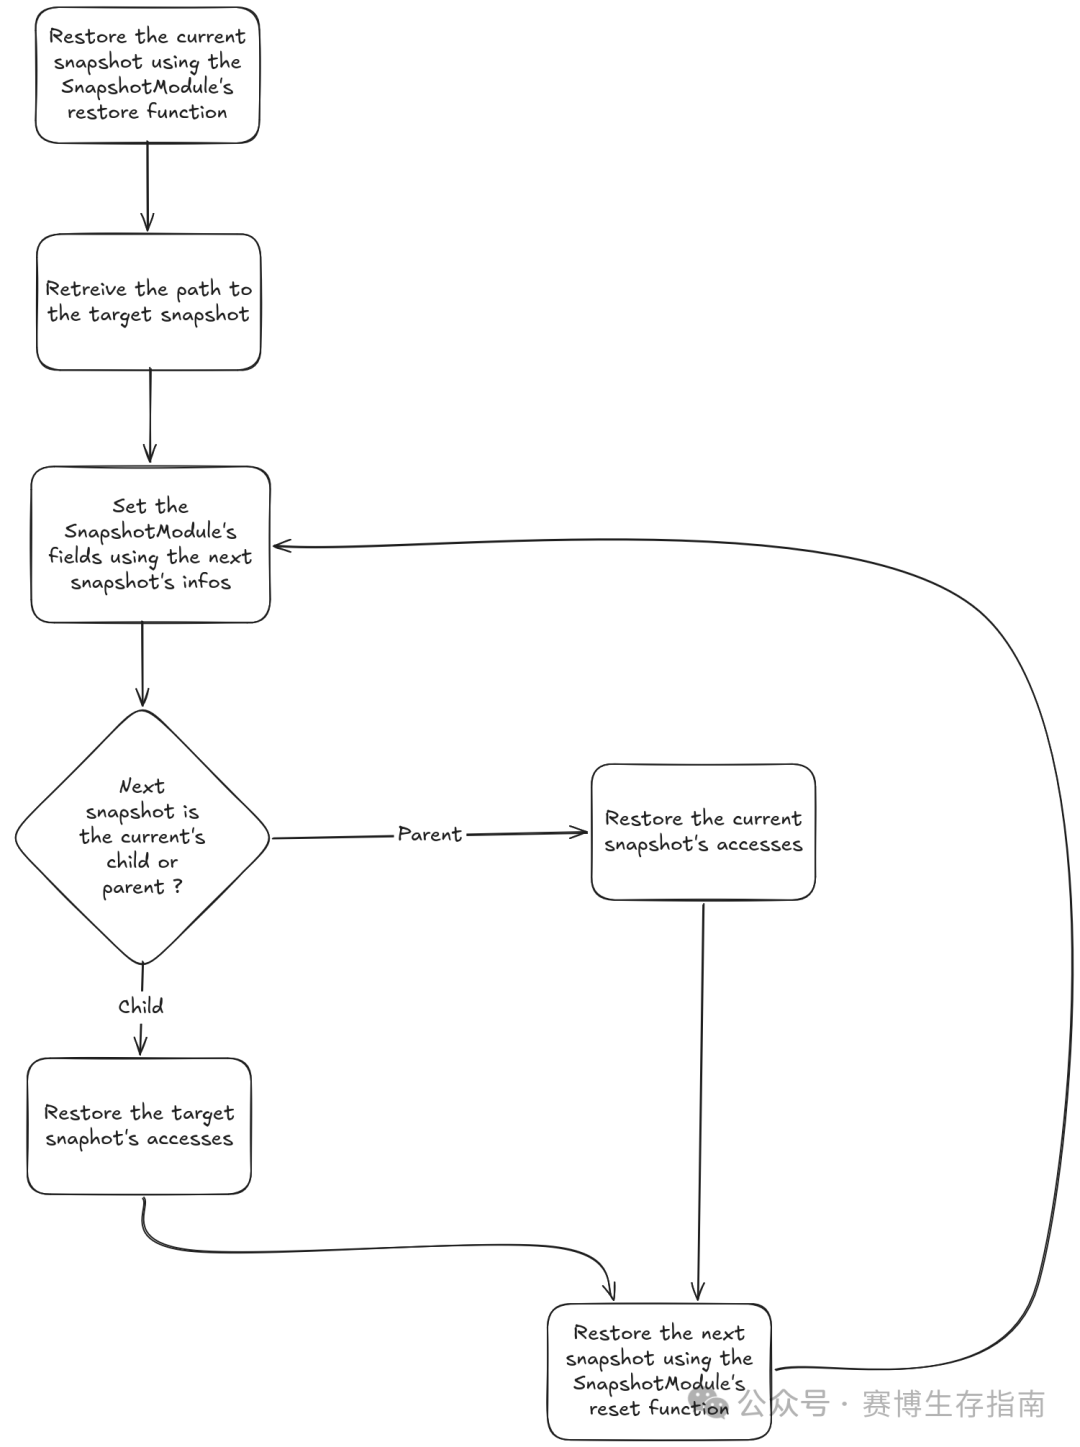 Restore the current
snapshot using the
SnapshotModule's
restore function
Retreive the path to
the target snapshot
Set the
SnapshotModule's
fields using the next
snapshot's infos
Next
snapshot is
the current's
child or
parent ?
Parent
Restore the current
snapshot's accesses
Child
Restore the target
snaphot's accesses
Restore the next
snapshot using the
SnapshotModule's
reset function
公众号 · 赛博生存指南